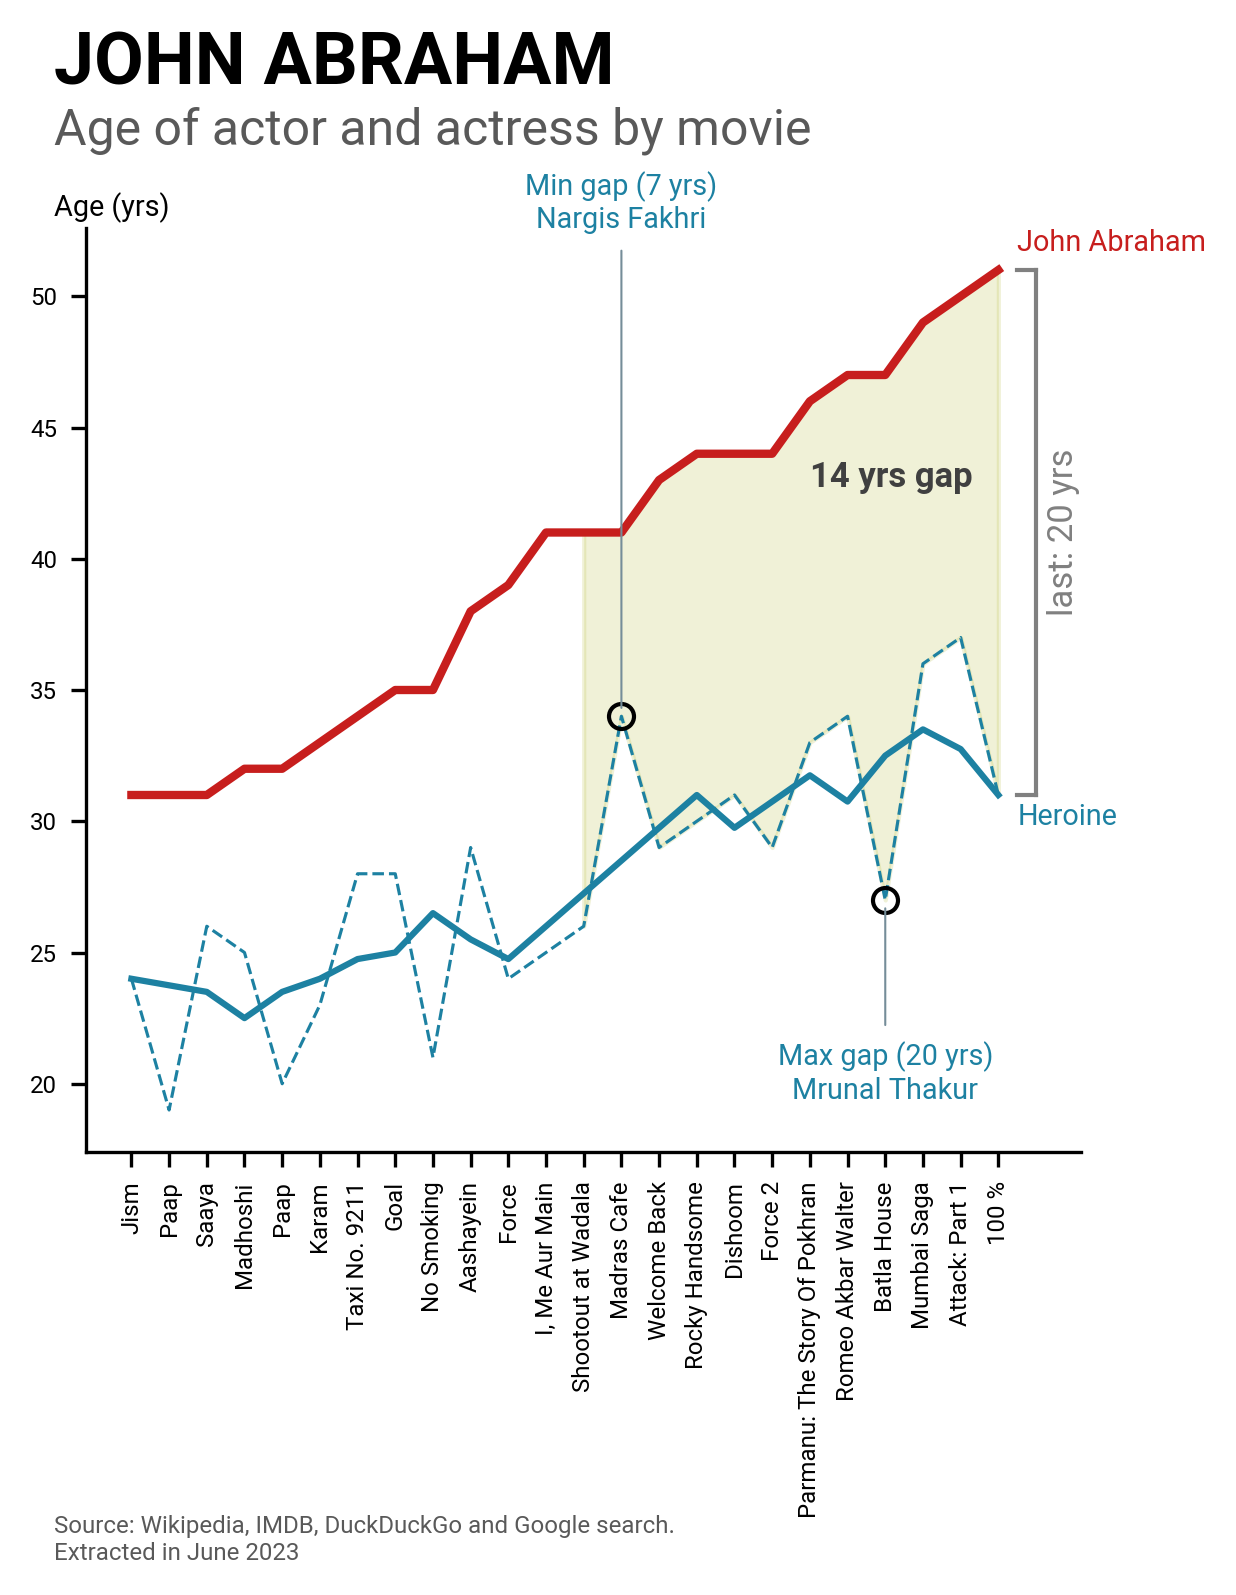 JOHN ABRAHAM
Age of actor and actress by movie
Min gap (7 yrs)
Nargis Fakhri
Age (yrs)
John Abraham
50
45
14 yrs gap
last: 20 yrs
40
35
30
Heroine
25
Max gap (20 yrs)
Mrunal Thakur
20
Jism
Paap
Saaya
Madhoshi
Paap
Karam
Taxi No. 9211
Goal
No Smoking
Aashayein
Force
I, Me Aur Main
Shootout at Wadala
Madras Cafe
Welcome Back
Rocky Handsome
Dishoom
Force 2
Parmanu: The Story Of Pokhran
Romeo Akbar Walter
Batla House
Mumbai Saga
Attack: Part 1
100 %
Source: Wikipedia, IMDB, DuckDuckGo and Google search.
Extracted in June 2023